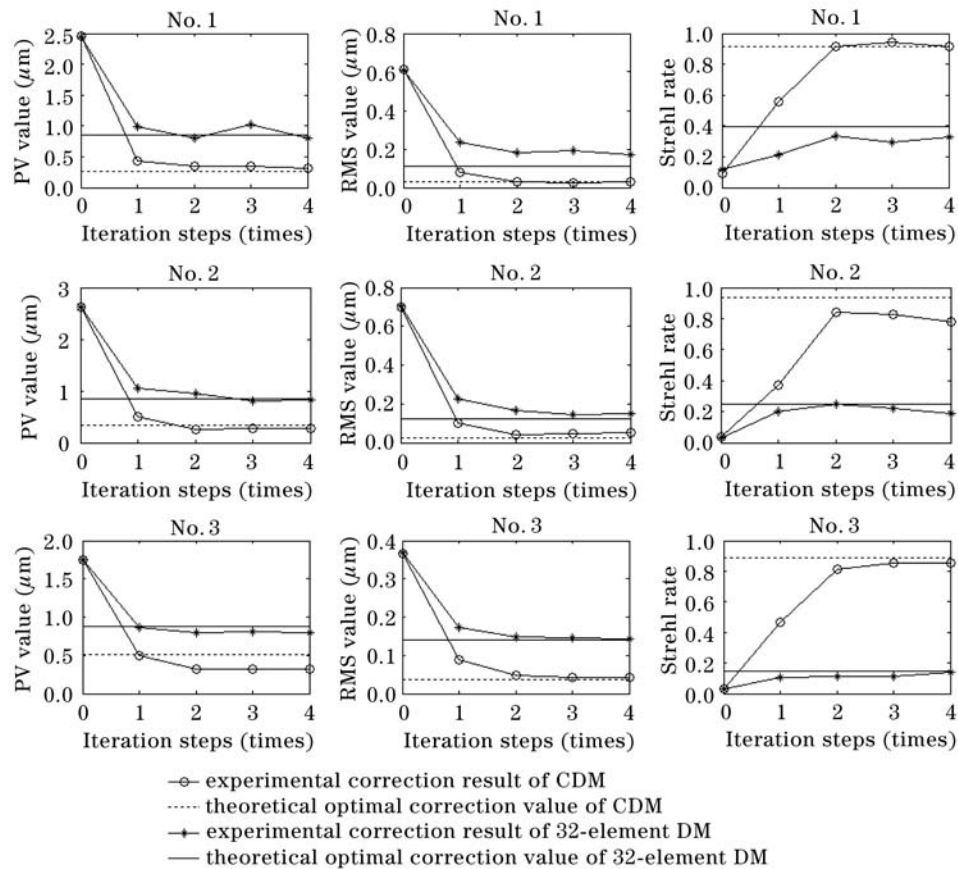 No. 1
PV value (μm)
2.5
2.0
1.5
1.0
0.5
0.0
0 1 2 3 4
Iteration steps (times)
No. 1
RMS value (μm)
0.8
0.6
0.4
0.2
0.0
0 1 2 3 4
Iteration steps (times)
No. 1
Strehl rate
1.0
0.8
0.6
0.4
0.2
0.0
0 1 2 3 4
Iteration steps (times)
No. 2
PV value (μm)
3
2
1
0
0 1 2 3 4
Iteration steps (times)
No. 2
RMS value (μm)
0.8
0.6
0.4
0.2
0.0
0 1 2 3 4
Iteration steps (times)
No. 2
Strehl rate
1.0
0.8
0.6
0.4
0.2
0.0
0 1 2 3 4
Iteration steps (times)
No. 3
PV value (μm)
2.0
1.5
1.0
0.5
0.0
0 1 2 3 4
Iteration steps (times)
No. 3
RMS value (μm)
0.4
0.3
0.2
0.1
0.0
0 1 2 3 4
Iteration steps (times)
No. 3
Strehl rate
1.0
0.8
0.6
0.4
0.2
0.0
0 1 2 3 4
Iteration steps (times)
experimental correction result of CDM
theoretical optimal correction value of CDM
experimental correction result of 32-element DM
theoretical optimal correction value of 32-element DM